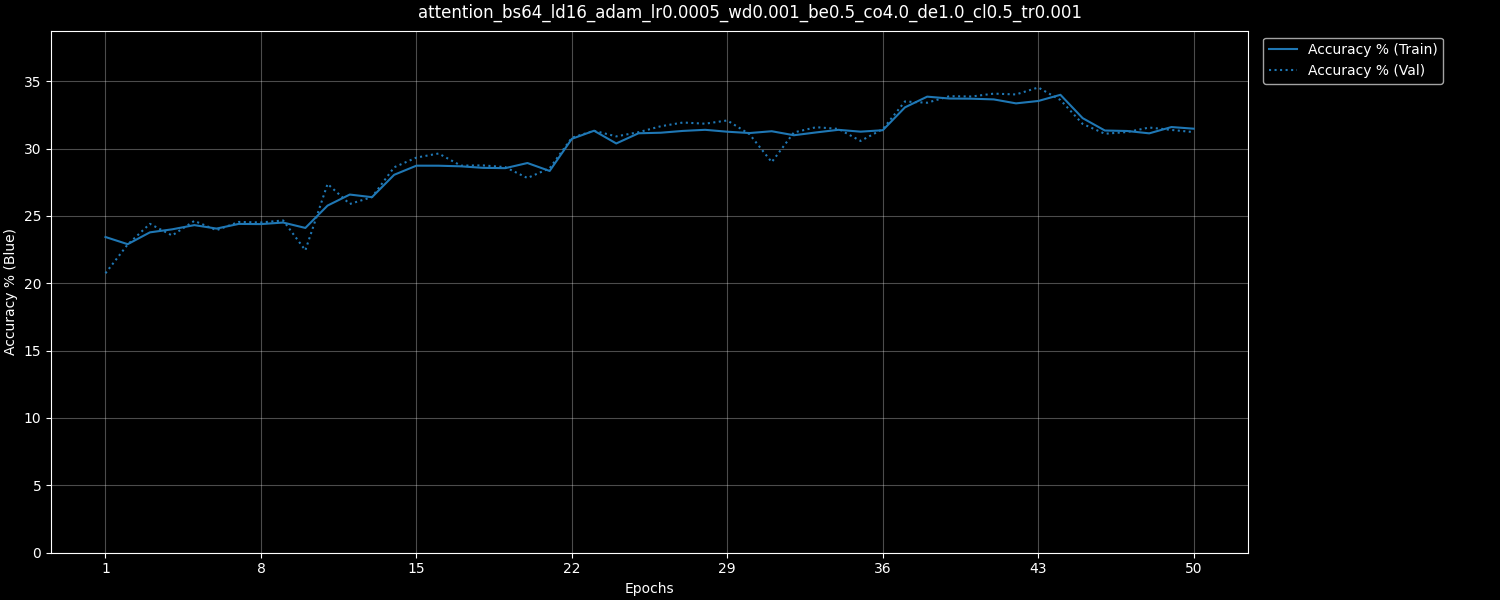 attention_bs64_ld16_adam_lr0.0005_wd0.001_be0.5_co4.0_de1.0_cl0.5_tr0.001
Accuracy % (Train)
Accuracy % (Val)
Accuracy % (Blue)
35
30
25
20
15
10
5
0
1 8 15 22 29 36 43 50
Epochs